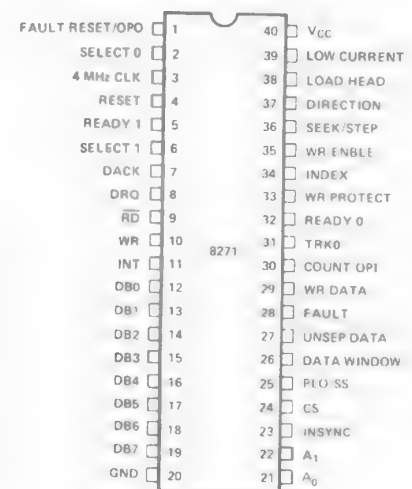 FAULT RESET/OPO 1
SELECT 0 2
4 MHz CLK 3
RESET 4
READY 1 5
SELECT 1 6
DACK 7
DRQ 8
R̅D̅ 9
WR 10
INT 11
DB0 12
DB1 13
DB2 14
DB3 15
DB4 16
DB5 17
DB6 18
DB7 19
GND 20
8271
40 VCC
39 LOW CURRENT
38 LOAD HEAD
37 DIRECTION
36 SEEK/STEP
35 WR ENBLE
34 INDEX
33 WR PROTECT
32 READY 0
31 TRK0
30 COUNT OPI
29 WR DATA
28 FAULT
27 UNSEP DATA
26 DATA WINDOW
25 PLO SS
24 CS
23 INSYNC
22 A1
21 A0